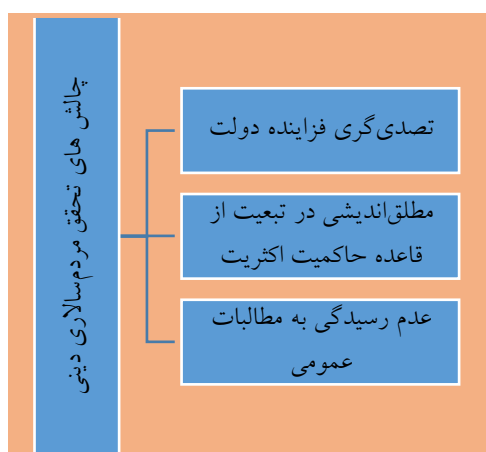 چالش های تحقق مردم‌سالاری دینی
تصدی‌گری فزاینده دولت
مطلق‌اندیشی در تبعیت از
قاعده حاکمیت اکثریت
عدم رسیدگی به مطالبات
عمومی